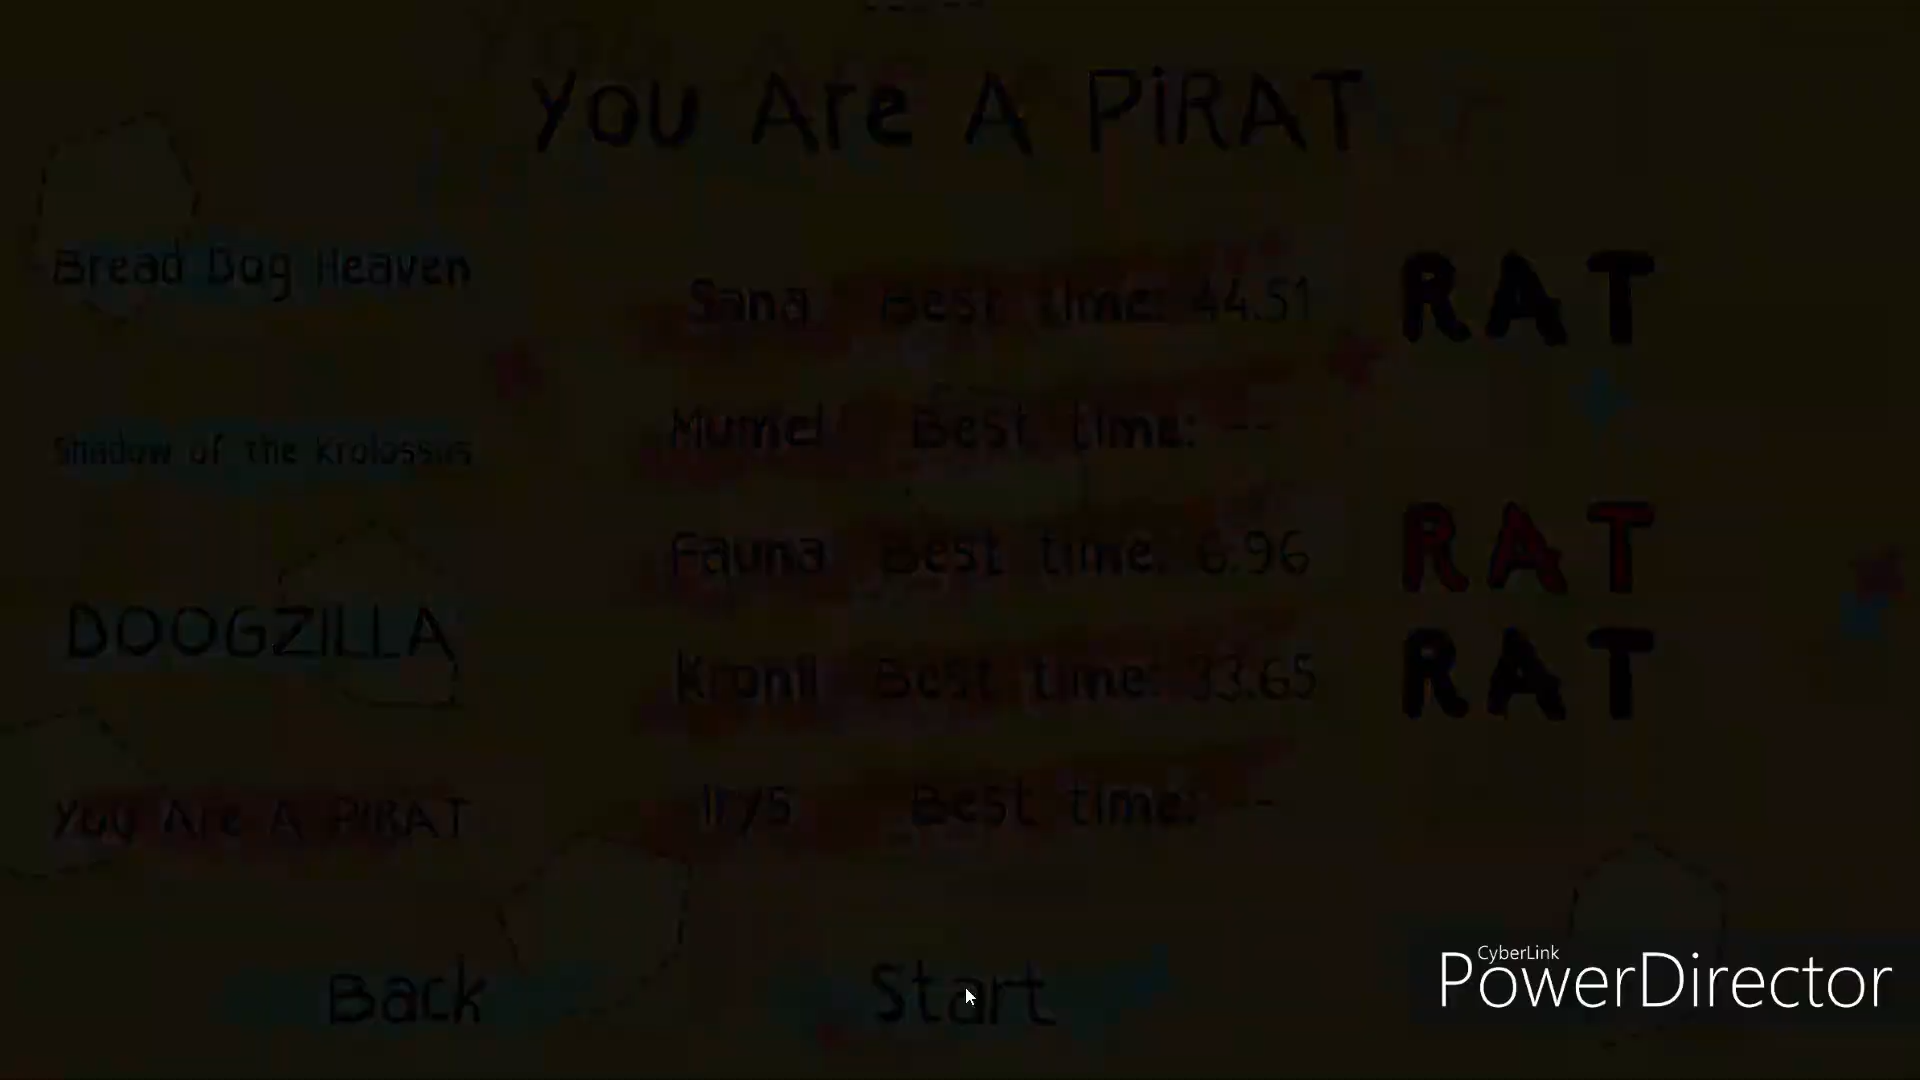 You Are A PiRAT
Bread Dog Heaven
Sana Best time: 44.51 RAT
Mumei Best time: --
Shadow of the Krolossus
Fauna Best time: 6.96 RAT
DOOGZILLA
Kronii Best time: 33.65 RAT
You Are A PiRAT
Irys Best time: --
Back
Start
CyberLink
PowerDirector